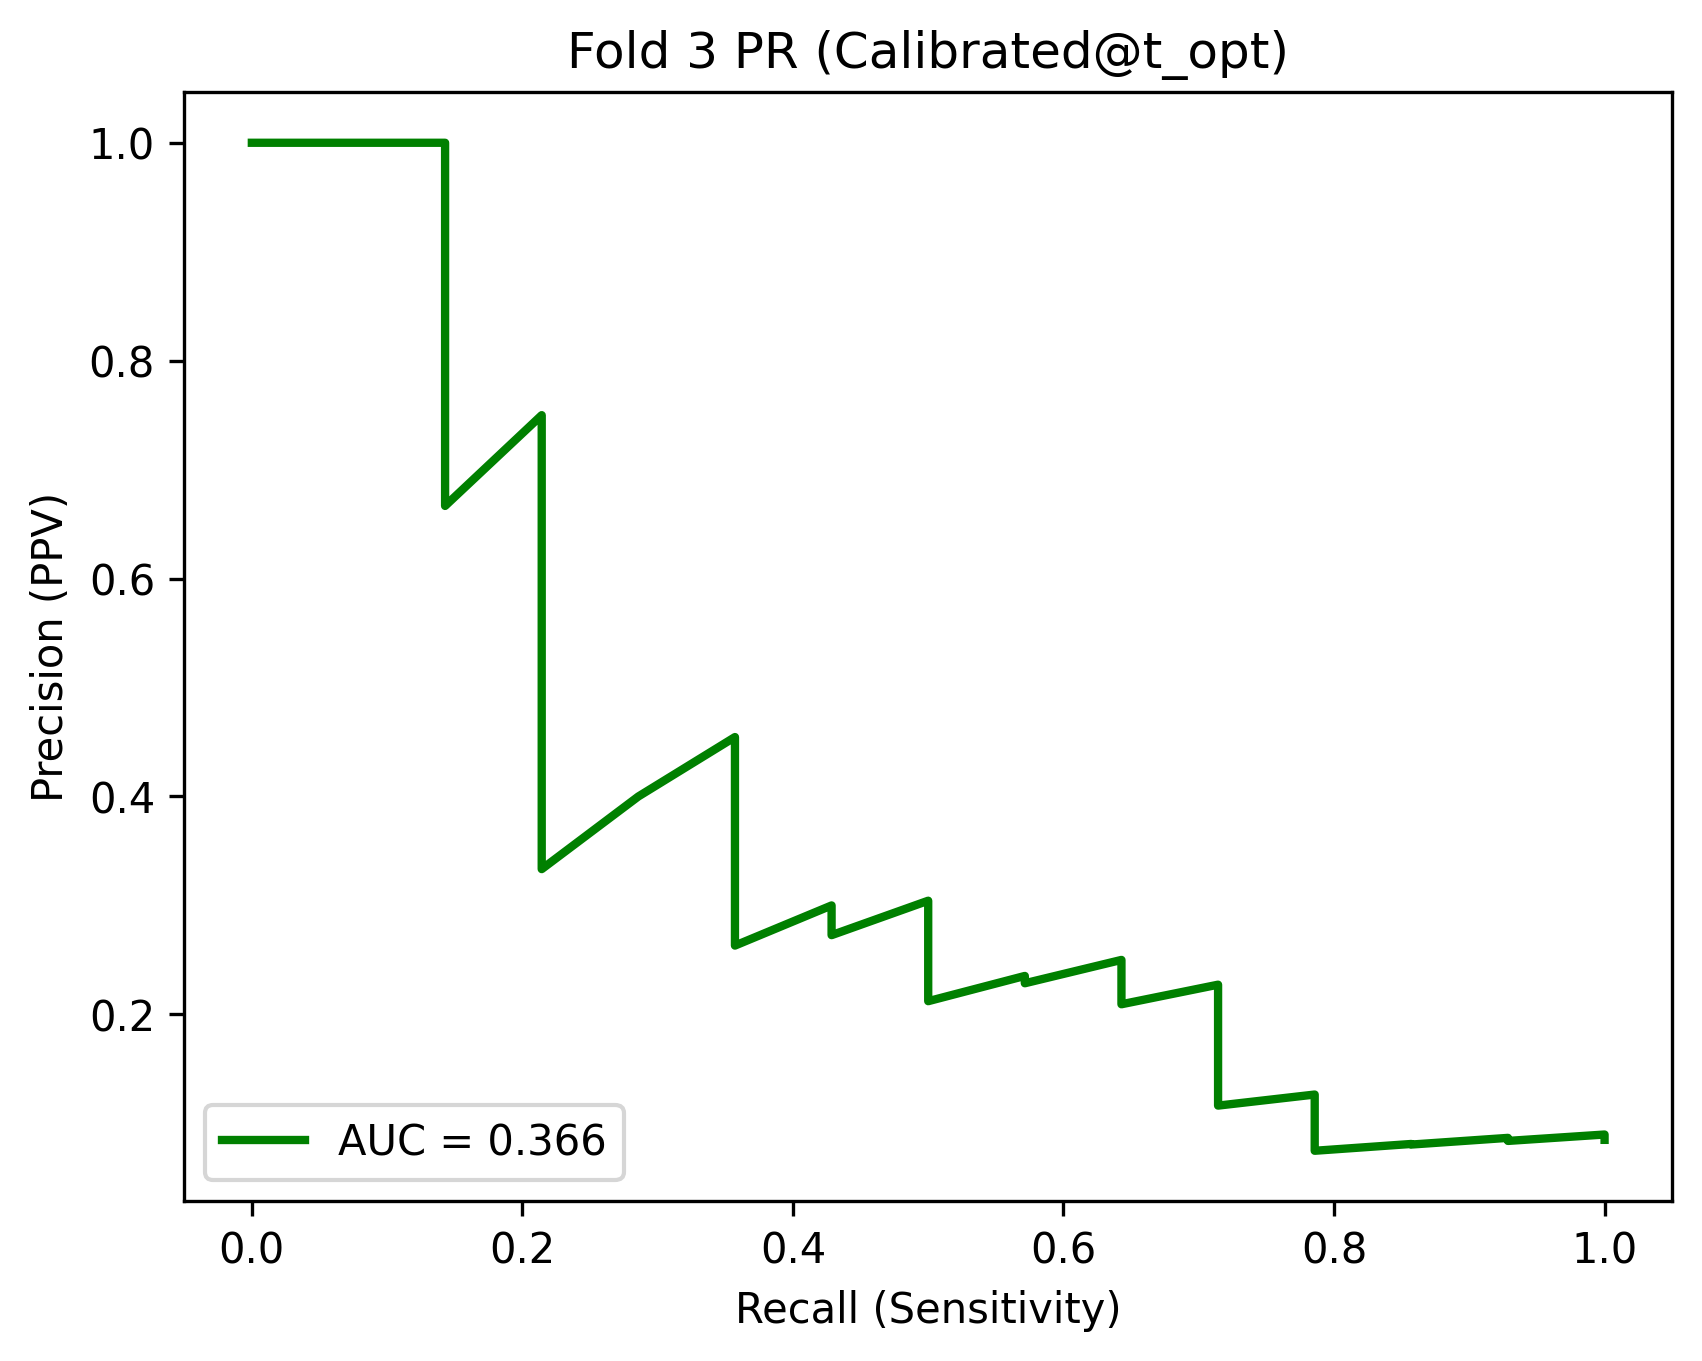 Fold 3 PR (Calibrated@t_opt)
Precision (PPV)
1.0
0.8
0.6
0.4
0.2
AUC = 0.366
0.0 0.2 0.4 0.6 0.8 1.0
Recall (Sensitivity)